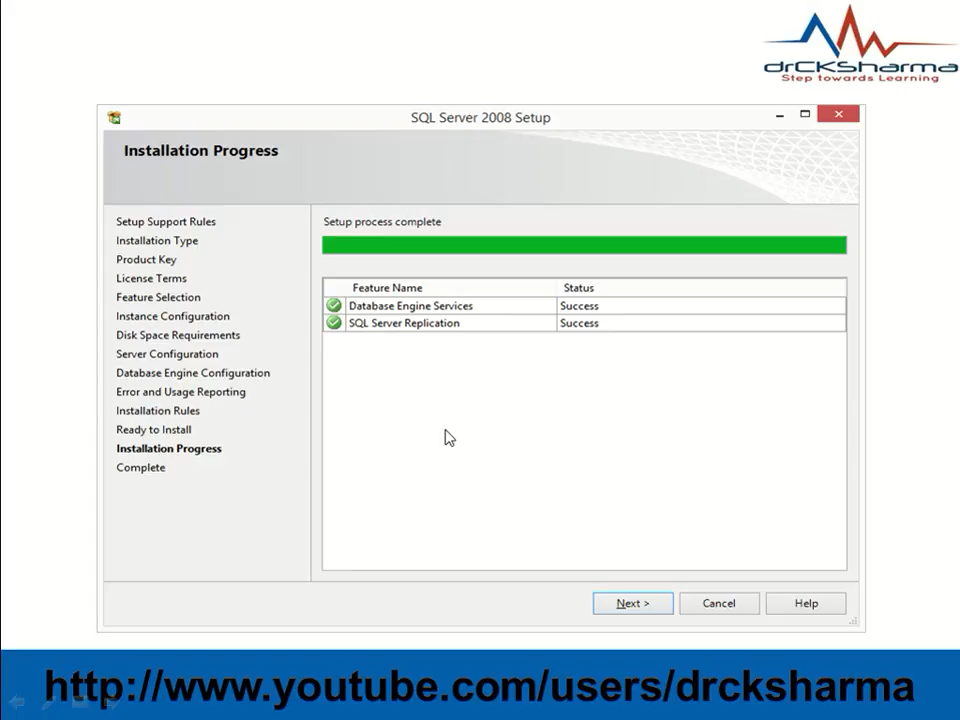 drCKSharma
Step towards Learning
SQL Server 2008 Setup
Installation Progress
Setup Support Rules
Installation Type
Product Key
License Terms
Feature Selection
Instance Configuration
Disk Space Requirements
Server Configuration
Database Engine Configuration
Error and Usage Reporting
Installation Rules
Ready to Install
Installation Progress
Complete
Setup process complete
Feature Name Status
Database Engine Services Success
SQL Server Replication Success
Next > Cancel Help
http://www.youtube.com/users/drcksharma